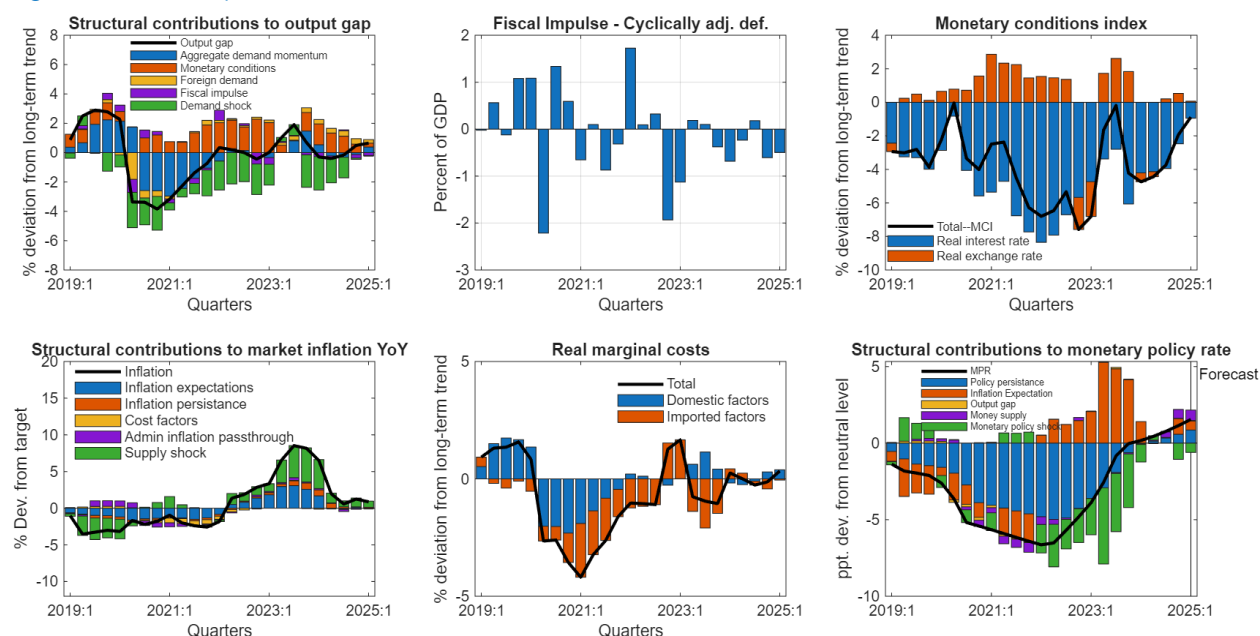 Structural contributions to output gap
% deviation from long-term trend
8
6
4
2
0
-2
-4
-6
-8
Output gap
Aggregate demand momentum
Monetary conditions
Foreign demand
Fiscal impulse
Demand shock
2019:1 2021:1 2023:1 2025:1
Quarters
Fiscal Impulse - Cyclically adj. def.
Percent of GDP
2
1
0
-1
-2
-3
2019:1 2021:1 2023:1 2025:1
Quarters
Monetary conditions index
% deviation from long-term trend
4
2
0
-2
-4
-6
-8
-10
Total--MCI
Real interest rate
Real exchange rate
2019:1 2021:1 2023:1 2025:1
Quarters
Structural contributions to market inflation YoY
% Dev. from target
20
15
10
5
0
-5
-10
Inflation
Inflation expectations
Inflation persistance
Cost factors
Admin inflation passthrough
Supply shock
2019:1 2021:1 2023:1 2025:1
Quarters
Real marginal costs
% deviation from long-term trend
5
0
-5
Total
Domestic factors
Imported factors
2019:1 2021:1 2023:1 2025:1
Quarters
Structural contributions to monetary policy rate
ppt. dev. from neutral level
5
0
-5
-10
MPR
Policy persistance
Inflation Expectation
Output gap
Money supply
Monetary policy shock
Forecast
2019:1 2021:1 2023:1 2025:1
Quarters